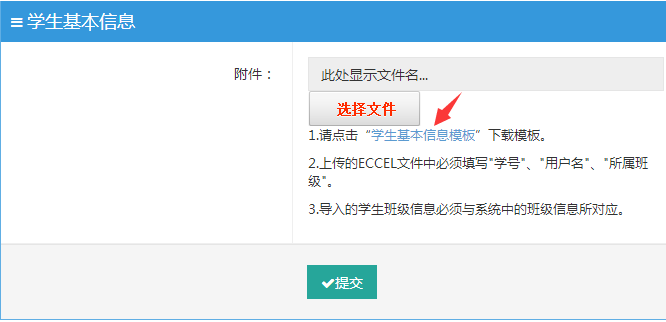 学生基本信息
附件：
此处显示文件名...
选择文件
1.请点击“学生基本信息模板”下载模板。
2.上传的ECCEL文件中必须填写"学号"、"用户名"、"所属班
级"。
3.导入的学生班级信息必须与系统中的班级信息所对应。
提交